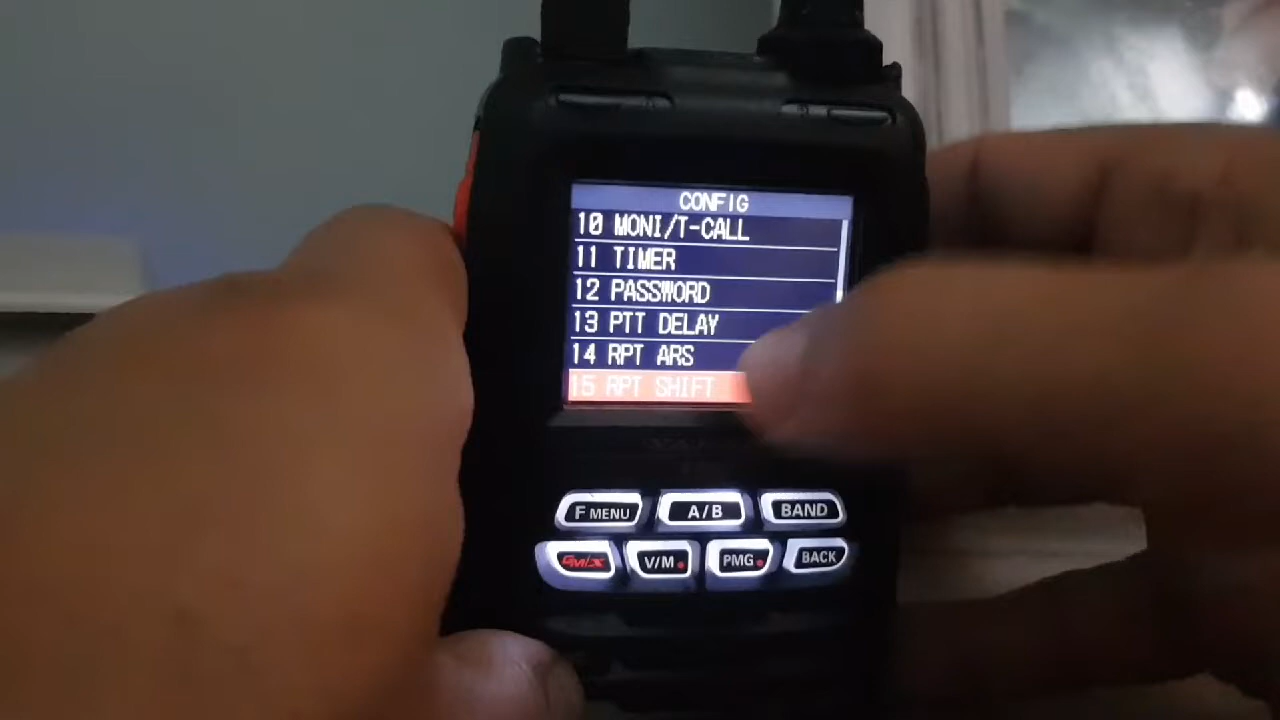 CONFIG
10 MONI/T-CALL
11 TIMER
12 PASSWORD
13 PTT DELAY
14 RPT ARS
15 RPT SHIFT
F MENU A/B BAND
V/M PMG BACK